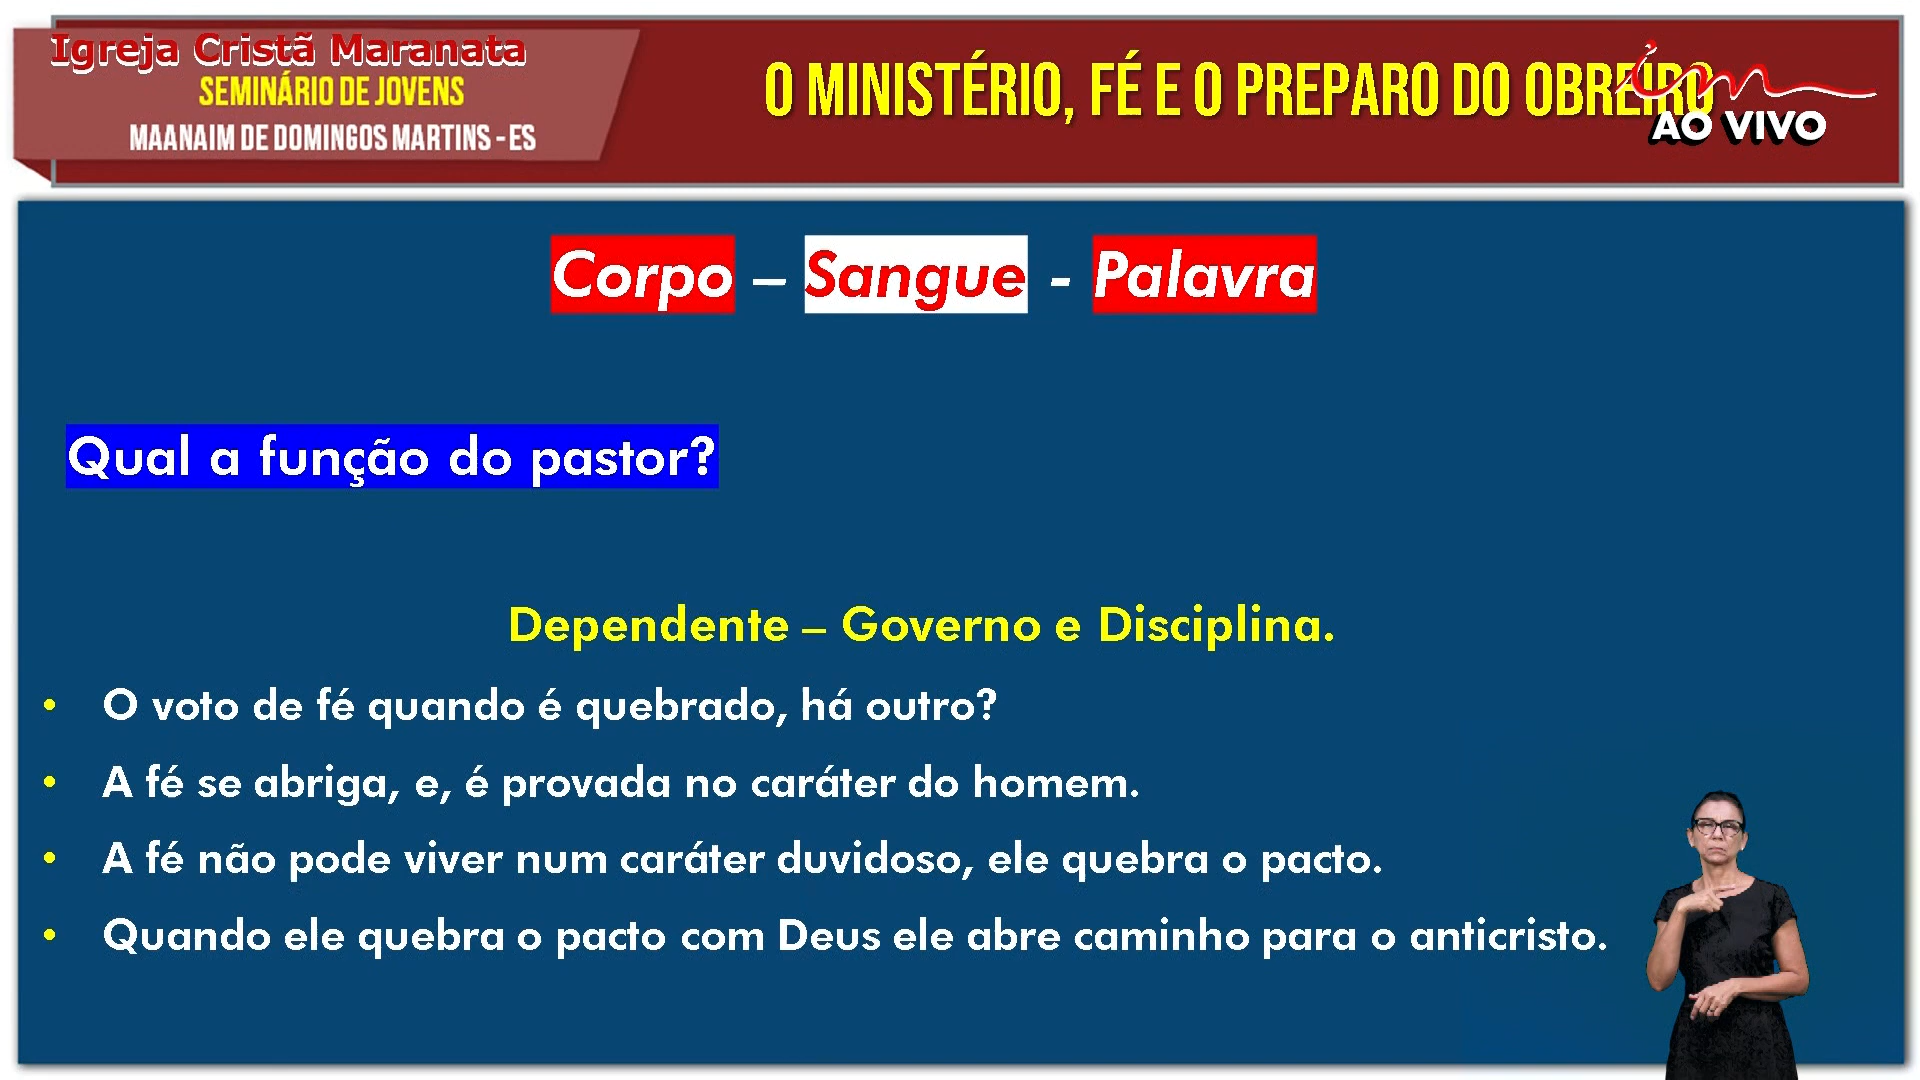 Igreja Cristã Maranata
SEMINÁRIO DE JOVENS
MAANAIM DE DOMINGOS MARTINS - ES
O MINISTÉRIO, FÉ E O PREPARO DO OBREIRO
im
AO VIVO
Corpo – Sangue - Palavra
Qual a função do pastor?
Dependente – Governo e Disciplina.
• O voto de fé quando é quebrado, há outro?
• A fé se abriga, e, é provada no caráter do homem.
• A fé não pode viver num caráter duvidoso, ele quebra o pacto.
• Quando ele quebra o pacto com Deus ele abre caminho para o anticristo.